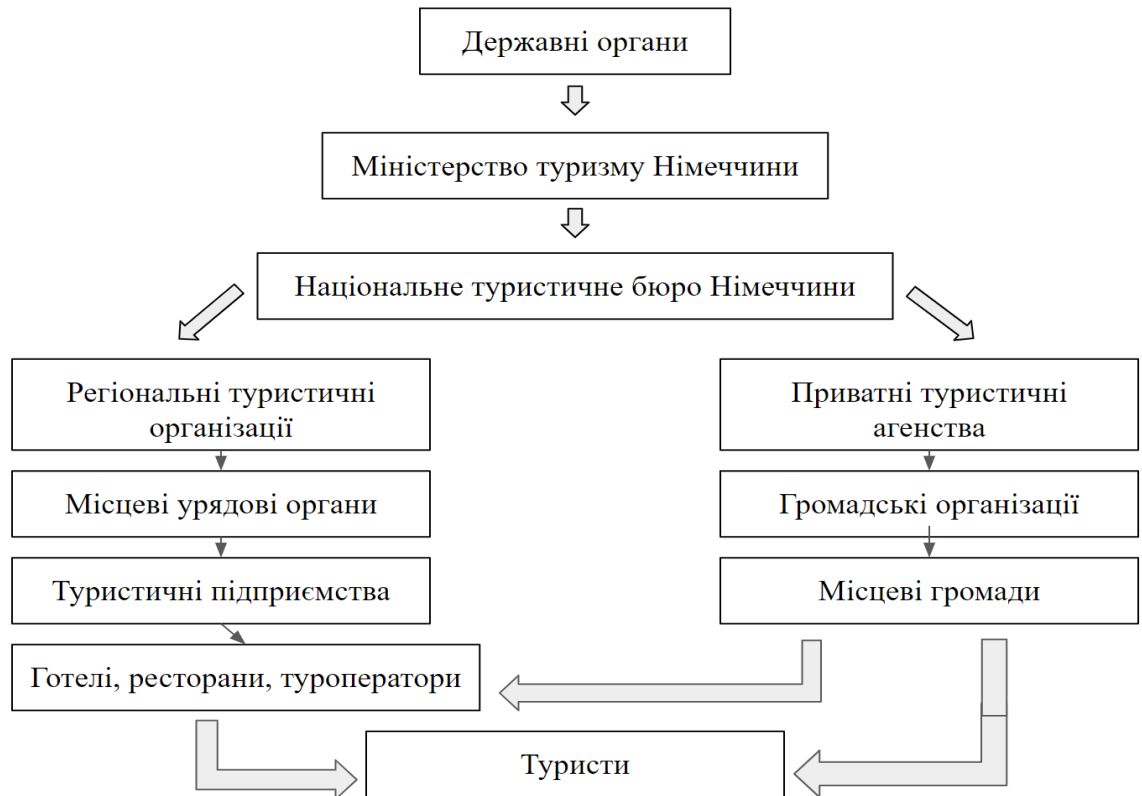 Державні органи
Міністерство туризму Німеччини
Національне туристичне бюро Німеччини
Регіональні туристичні
організації
Приватні туристичні
агенства
Місцеві урядові органи
Громадські організації
Туристичні підприємства
Місцеві громади
Готелі, ресторани, туроператори
Туристи